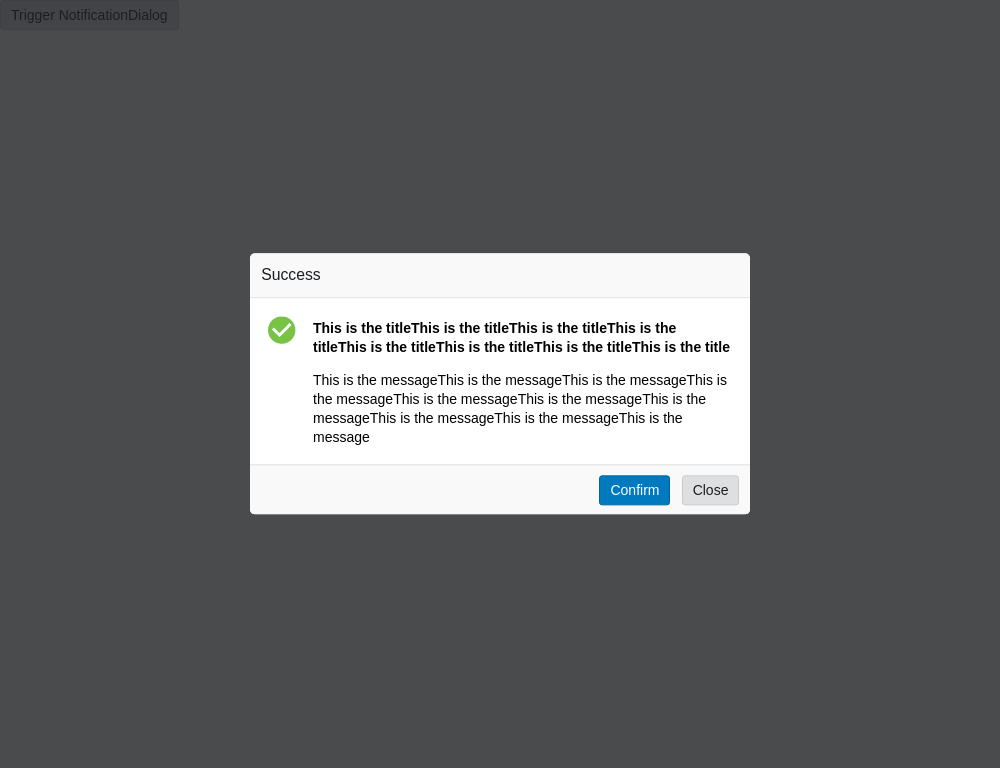 Trigger NotificationDialog
Success
This is the titleThis is the titleThis is the titleThis is the
titleThis is the titleThis is the titleThis is the titleThis is the title
This is the messageThis is the messageThis is the messageThis is
the messageThis is the messageThis is the messageThis is the
messageThis is the messageThis is the messageThis is the
message
Confirm
Close